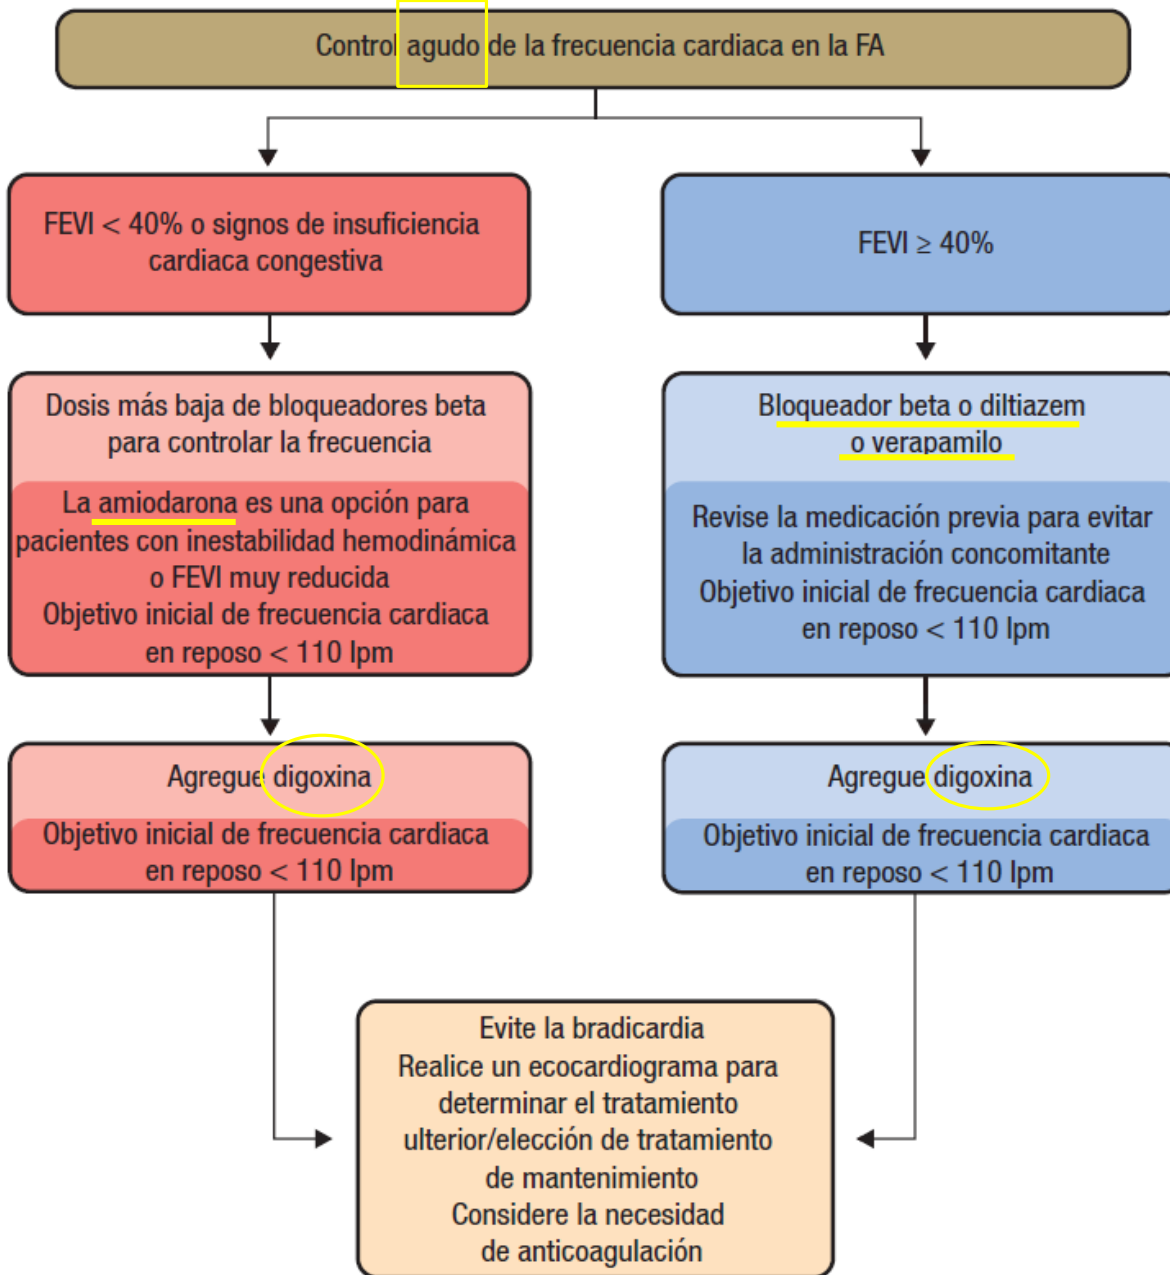 Control agudo de la frecuencia cardiaca en la FA
FEVI < 40% o signos de insuficiencia
cardiaca congestiva
FEVI ≥ 40%
Dosis más baja de bloqueadores beta
para controlar la frecuencia
La amiodarona es una opción para
pacientes con inestabilidad hemodinámica
o FEVI muy reducida
Objetivo inicial de frecuencia cardiaca
en reposo < 110 lpm
Bloqueador beta o diltiazem
o verapamilo
Revise la medicación previa para evitar
la administración concomitante
Objetivo inicial de frecuencia cardiaca
en reposo < 110 lpm
Agregue digoxina
Objetivo inicial de frecuencia cardiaca
en reposo < 110 lpm
Agregue digoxina
Objetivo inicial de frecuencia cardiaca
en reposo < 110 lpm
Evite la bradicardia
Realice un ecocardiograma para
determinar el tratamiento
ulterior/elección de tratamiento
de mantenimiento
Considere la necesidad
de anticoagulación